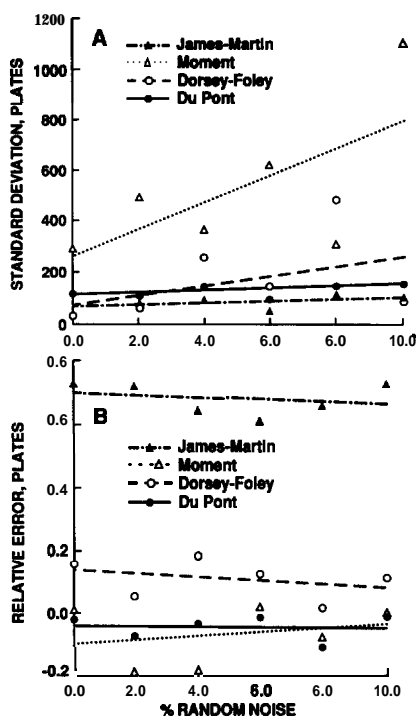 A
James-Martin
Moment
Dorsey-Foley
Du Pont
STANDARD DEVIATION, PLATES
1200
1000
800
600
400
200
0
0.0 2.0 4.0 6.0 6.0 10.0
B
James-Martin
Moment
Dorsey-Foley
Du Pont
RELATIVE ERROR, PLATES
0.6
0.6
0.4
0.2
0.0
-0.2
0.0 2.0 4.0 6.0 6.0 10.0
% RANDOM NOISE